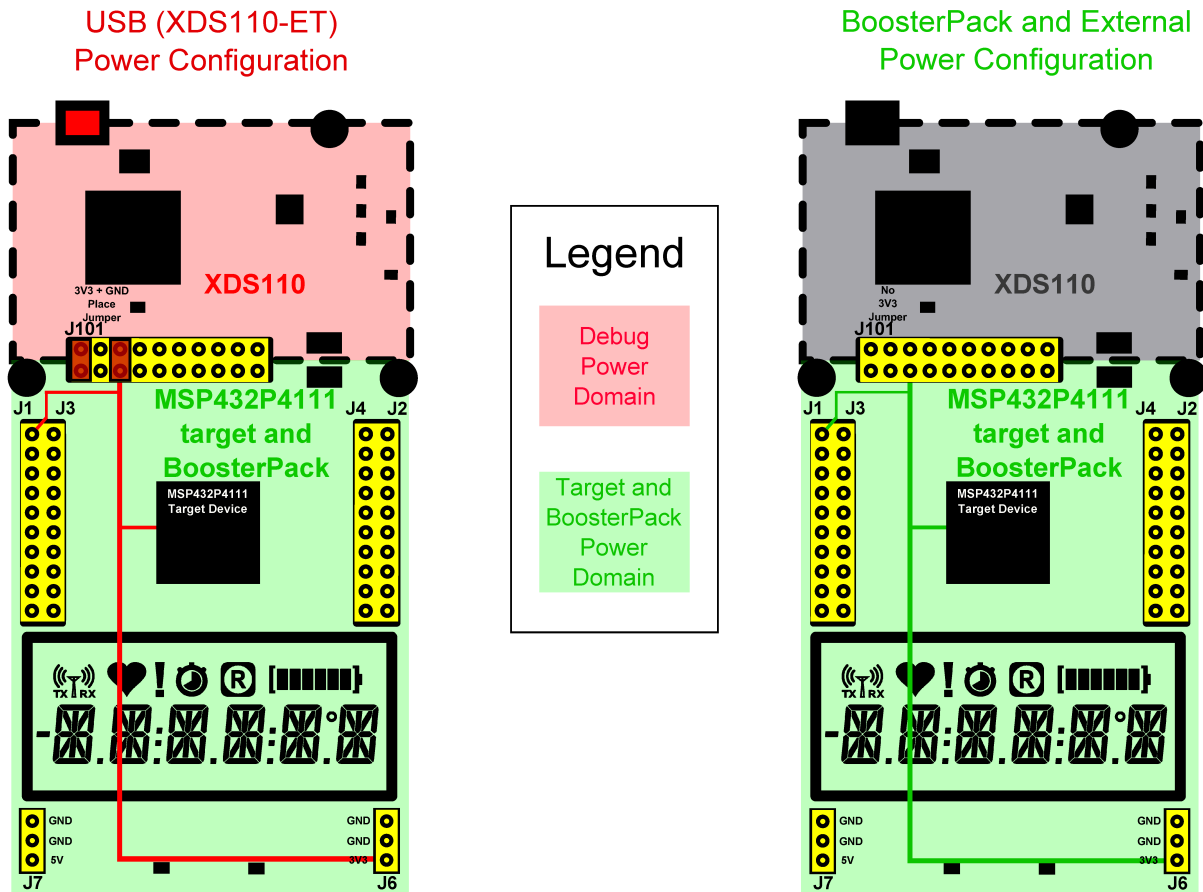 USB (XDS110-ET)
Power Configuration
XDS110
3V3 + GND
Place
Jumper
J101
J1 J3
MSP432P4111
target and
BoosterPack
J4 J2
MSP432P4111
Target Device
TX RX
R
GND
GND
5V
J7
GND
GND
3V3
J6
Legend
Debug
Power
Domain
Target and
BoosterPack
Power
Domain
BoosterPack and External
Power Configuration
XDS110
No
3V3
Jumper
J101
J1 J3
MSP432P4111
target and
BoosterPack
J4 J2
MSP432P4111
Target Device
TX RX
R
GND
GND
5V
J7
GND
GND
3V3
J6